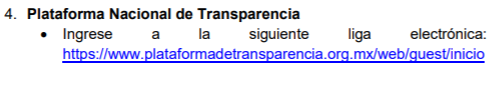 4. Plataforma Nacional de Transparencia
• Ingrese a la siguiente liga electrónica:
https://www.plataformadetransparencia.org.mx/web/guest/inicio